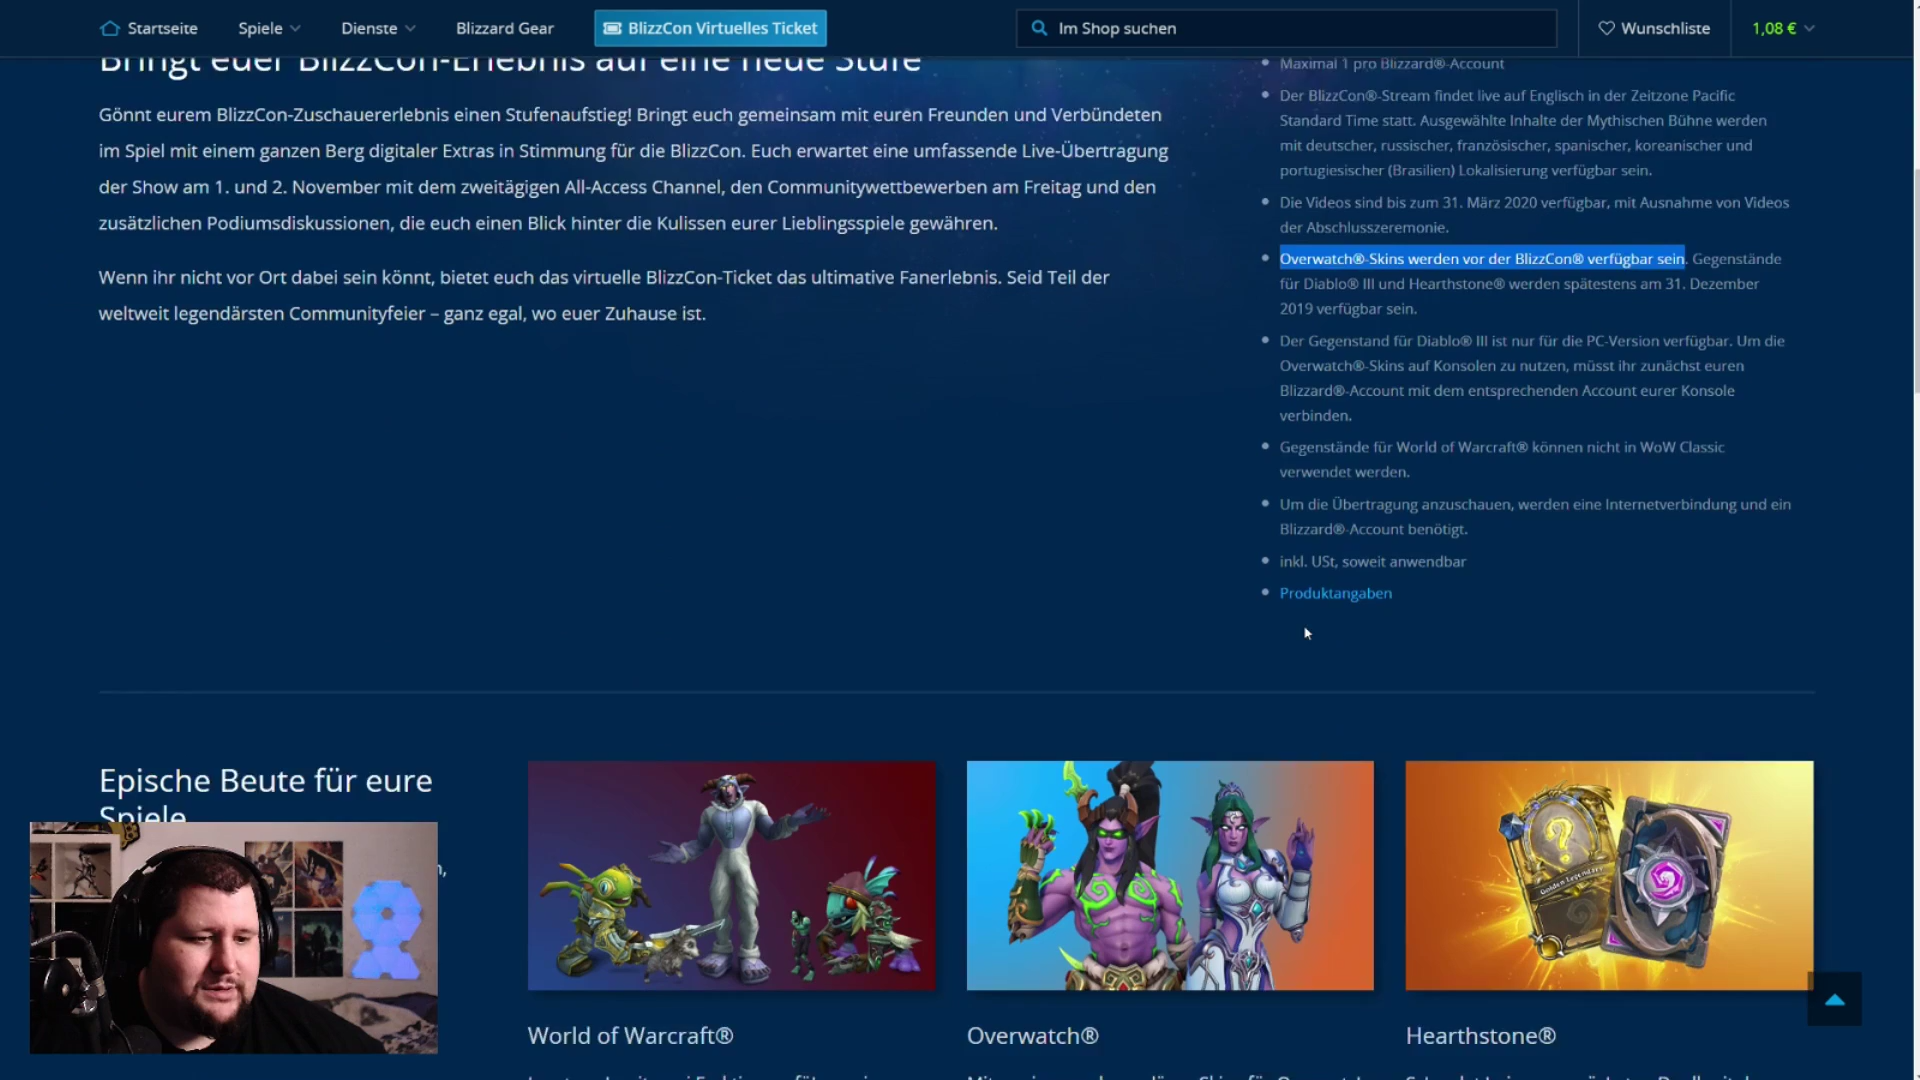 Startseite
Spiele
Dienste
Blizzard Gear
BlizzCon Virtuelles Ticket
Im Shop suchen
Wunschliste
1,08 €
Bringt euer BlizzCon-Erlebnis auf eine neue Stufe
Gönnt eurem BlizzCon-Zuschauererlebnis einen Stufenaufstieg! Bringt euch gemeinsam mit euren Freunden und Verbündeten
im Spiel mit einem ganzen Berg digitaler Extras in Stimmung für die BlizzCon. Euch erwartet eine umfassende Live-Übertragung
der Show am 1. und 2. November mit dem zweitägigen All-Access Channel, den Communitywettbewerben am Freitag und den
zusätzlichen Podiumsdiskussionen, die euch einen Blick hinter die Kulissen eurer Lieblingsspiele gewähren.
Wenn ihr nicht vor Ort dabei sein könnt, bietet euch das virtuelle BlizzCon-Ticket das ultimative Fanerlebnis. Seid Teil der
weltweit legendärsten Communityfeier – ganz egal, wo euer Zuhause ist.
Maximal 1 pro Blizzard®-Account
Der BlizzCon®-Stream findet live auf Englisch in der Zeitzone Pacific
Standard Time statt. Ausgewählte Inhalte der Mythischen Bühne werden
mit deutscher, russischer, französischer, spanischer, koreanischer und
portugiesischer (Brasilien) Lokalisierung verfügbar sein.
Die Videos sind bis zum 31. März 2020 verfügbar, mit Ausnahme von Videos
der Abschlusszeremonie.
Overwatch®-Skins werden vor der BlizzCon® verfügbar sein. Gegenstände
für Diablo® III und Hearthstone® werden spätestens am 31. Dezember
2019 verfügbar sein.
Der Gegenstand für Diablo® III ist nur für die PC-Version verfügbar. Um die
Overwatch®-Skins auf Konsolen zu nutzen, müsst ihr zunächst euren
Blizzard®-Account mit dem entsprechenden Account eurer Konsole
verbinden.
Gegenstände für World of Warcraft® können nicht in WoW Classic
verwendet werden.
Um die Übertragung anzuschauen, werden eine Internetverbindung und ein
Blizzard®-Account benötigt.
inkl. USt, soweit anwendbar
Produktangaben
Epische Beute für eure
Spiele
Golden Legendary
World of Warcraft®
Overwatch®
Hearthstone®